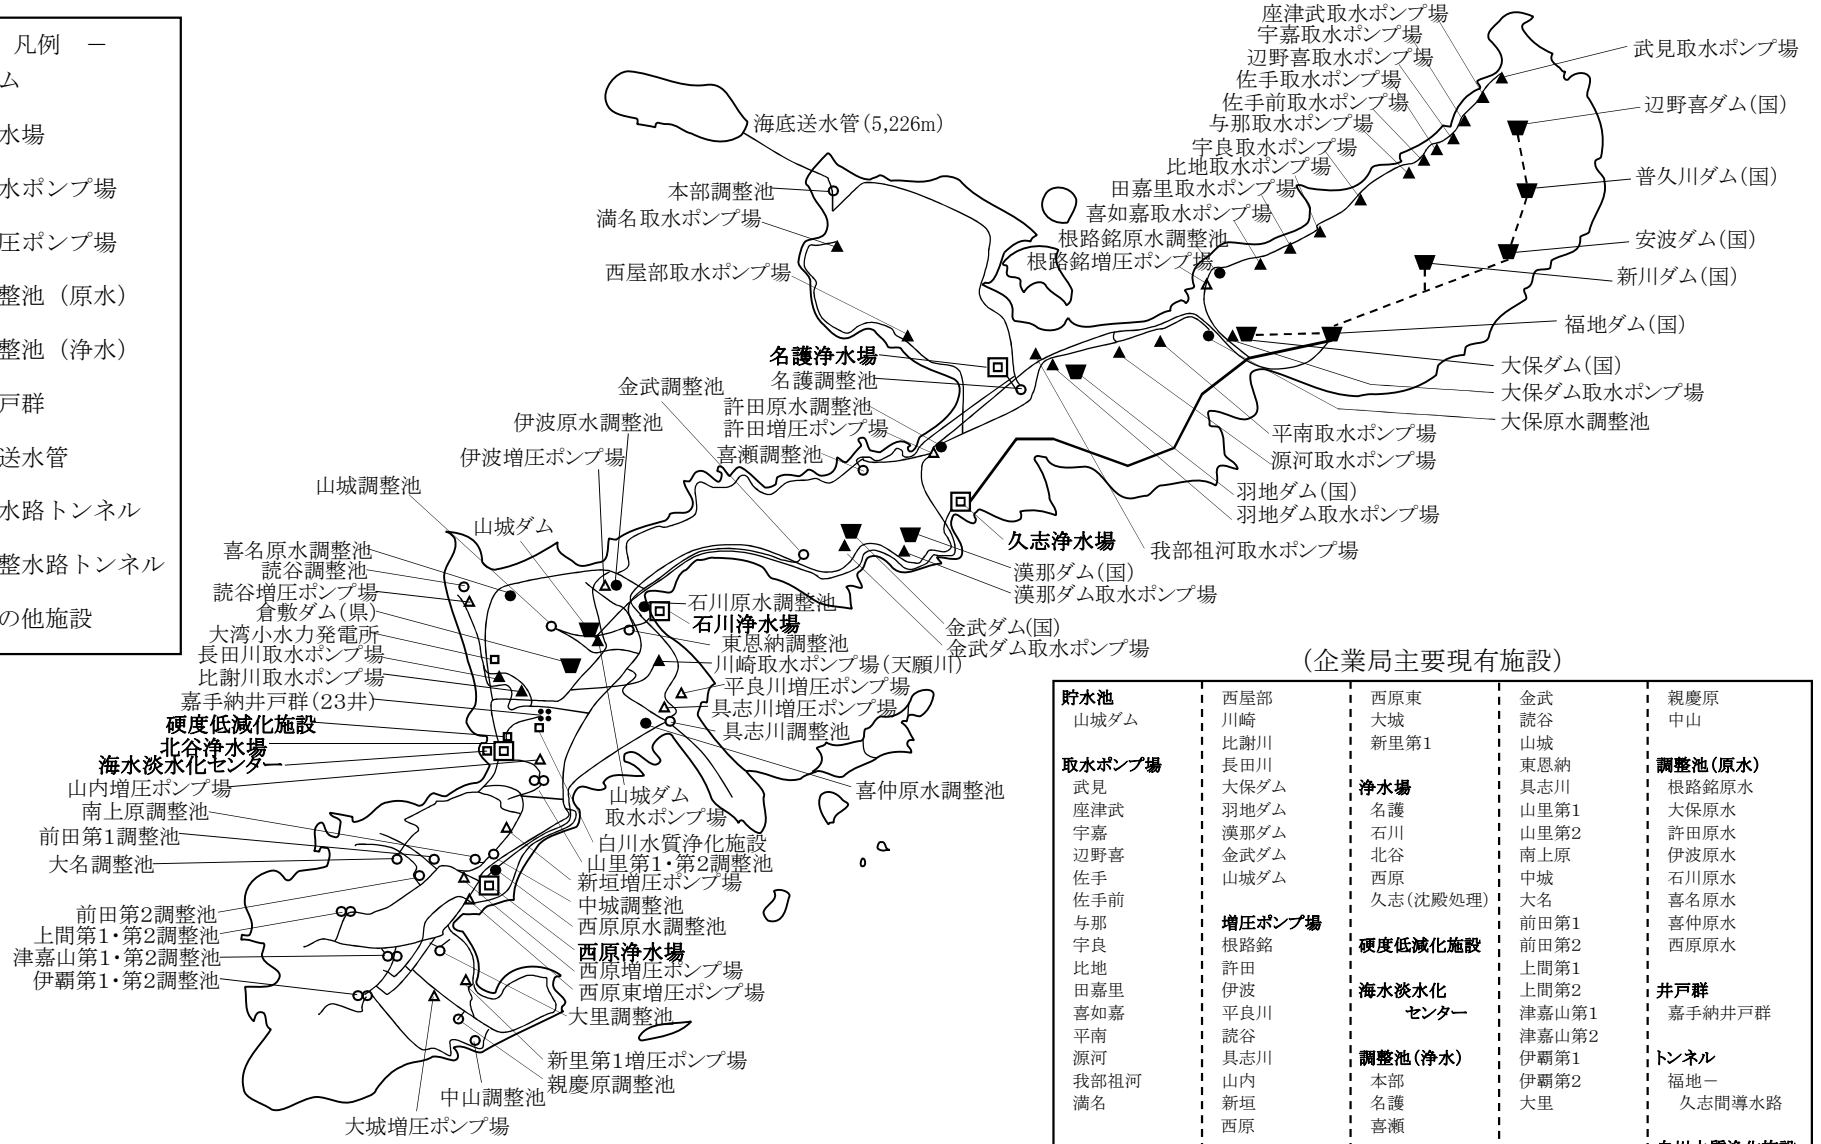 凡例 －
ム
水場
水ポンプ場
圧ポンプ場
整池（原水）
整池（浄水）
戸群
送水管
水路トンネル
整水路トンネル
の他施設
座津武取水ポンプ場
宇嘉取水ポンプ場
辺野喜取水ポンプ場
佐手取水ポンプ場
佐手前取水ポンプ場
与那取水ポンプ場
宇良取水ポンプ場
比地取水ポンプ場
田嘉里取水ポンプ場
喜如嘉取水ポンプ場
根路銘原水調整池
根路銘増圧ポンプ場
武見取水ポンプ場
辺野喜ダム(国)
普久川ダム(国)
安波ダム(国)
新川ダム(国)
福地ダム(国)
大保ダム(国)
大保ダム取水ポンプ場
大保原水調整池
平南取水ポンプ場
源河取水ポンプ場
羽地ダム(国)
羽地ダム取水ポンプ場
我部祖河取水ポンプ場
海底送水管(5,226m)
本部調整池
満名取水ポンプ場
西屋部取水ポンプ場
名護浄水場
名護調整池
金武調整池
許田原水調整池
許田増圧ポンプ場
喜瀬調整池
伊波原水調整池
伊波増圧ポンプ場
山城調整池
山城ダム
久志浄水場
漢那ダム(国)
漢那ダム取水ポンプ場
金武ダム(国)
金武ダム取水ポンプ場
喜名原水調整池
読谷調整池
読谷増圧ポンプ場
倉敷ダム(県)
大湾小水力発電所
長田川取水ポンプ場
比謝川取水ポンプ場
嘉手納井戸群(23井)
硬度低減化施設
北谷浄水場
海水淡水化センター
山内増圧ポンプ場
南上原調整池
前田第1調整池
大名調整池
前田第2調整池
上間第1・第2調整池
津嘉山第1・第2調整池
伊覇第1・第2調整池
石川原水調整池
石川浄水場
東恩納調整池
川崎取水ポンプ場(天願川)
平良川増圧ポンプ場
具志川増圧ポンプ場
具志川調整池
喜仲原水調整池
山城ダム
取水ポンプ場
白川水質浄化施設
山里第1・第2調整池
新垣増圧ポンプ場
中城調整池
西原原水調整池
西原浄水場
西原増圧ポンプ場
西原東増圧ポンプ場
大里調整池
新里第1増圧ポンプ場
親慶原調整池
中山調整池
大城増圧ポンプ場
(企業局主要現有施設)
貯水池
山城ダム
取水ポンプ場
武見
座津武
宇嘉
辺野喜
佐手
佐手前
与那
宇良
比地
田嘉里
喜如嘉
平南
源河
我部祖河
満名
西屋部
川崎
比謝川
長田川
大保ダム
羽地ダム
漢那ダム
金武ダム
山城ダム
増圧ポンプ場
根路銘
許田
伊波
平良川
読谷
具志川
山内
新垣
西原
西原東
大城
新里第1
浄水場
名護
石川
北谷
西原
久志(沈殿処理)
硬度低減化施設
海水淡水化
センター
調整池(浄水)
本部
名護
喜瀬
金武
読谷
山城
東恩納
具志川
山里第1
山里第2
南上原
中城
大名
前田第1
前田第2
上間第1
上間第2
津嘉山第1
津嘉山第2
伊覇第1
伊覇第2
大里
親慶原
中山
調整池(原水)
根路銘原水
大保原水
許田原水
伊波原水
石川原水
喜名原水
喜仲原水
西原原水
井戸群
嘉手納井戸群
トンネル
福地－
久志間導水路